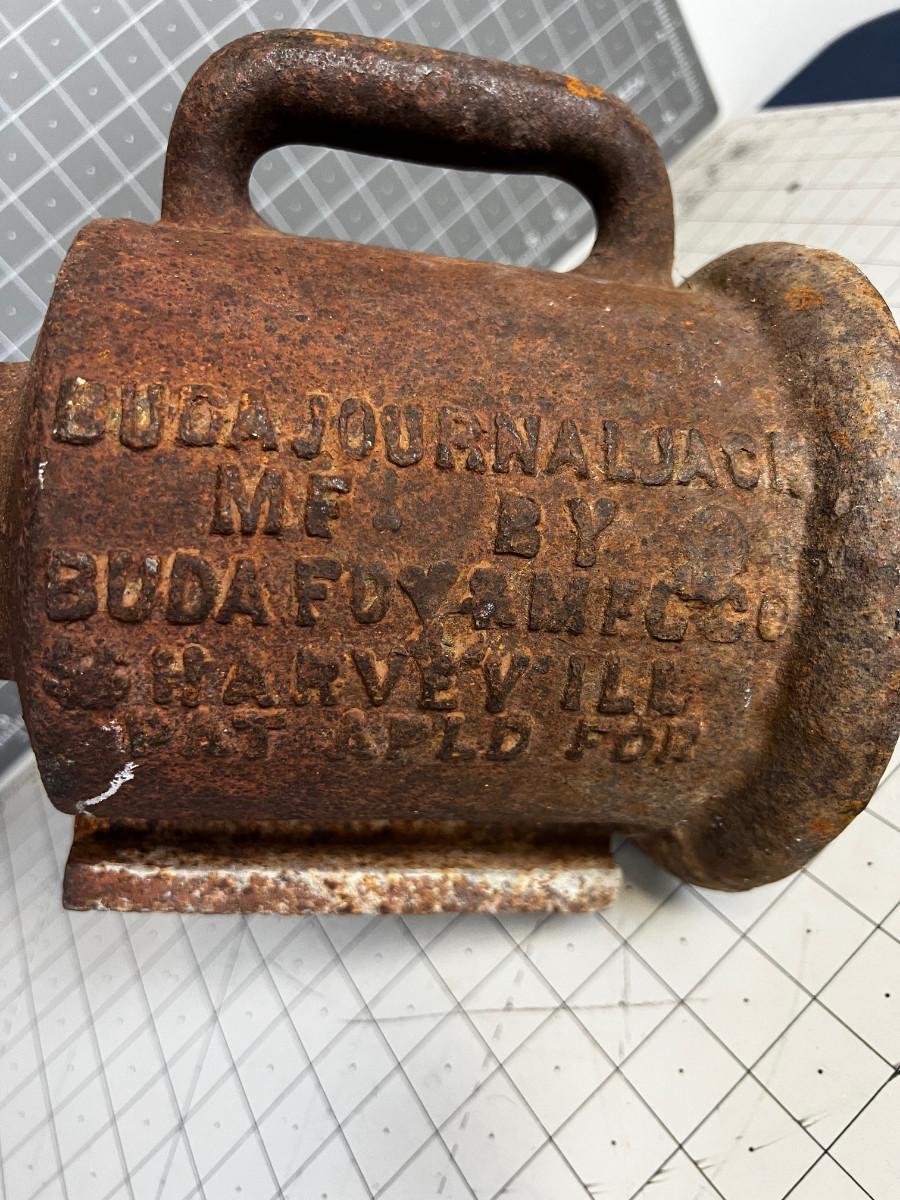 BUDA JOURNAL JACK
MF. BY
BUDA FDY & MFG CO
HARVEY ILL
PAT APLD FOR